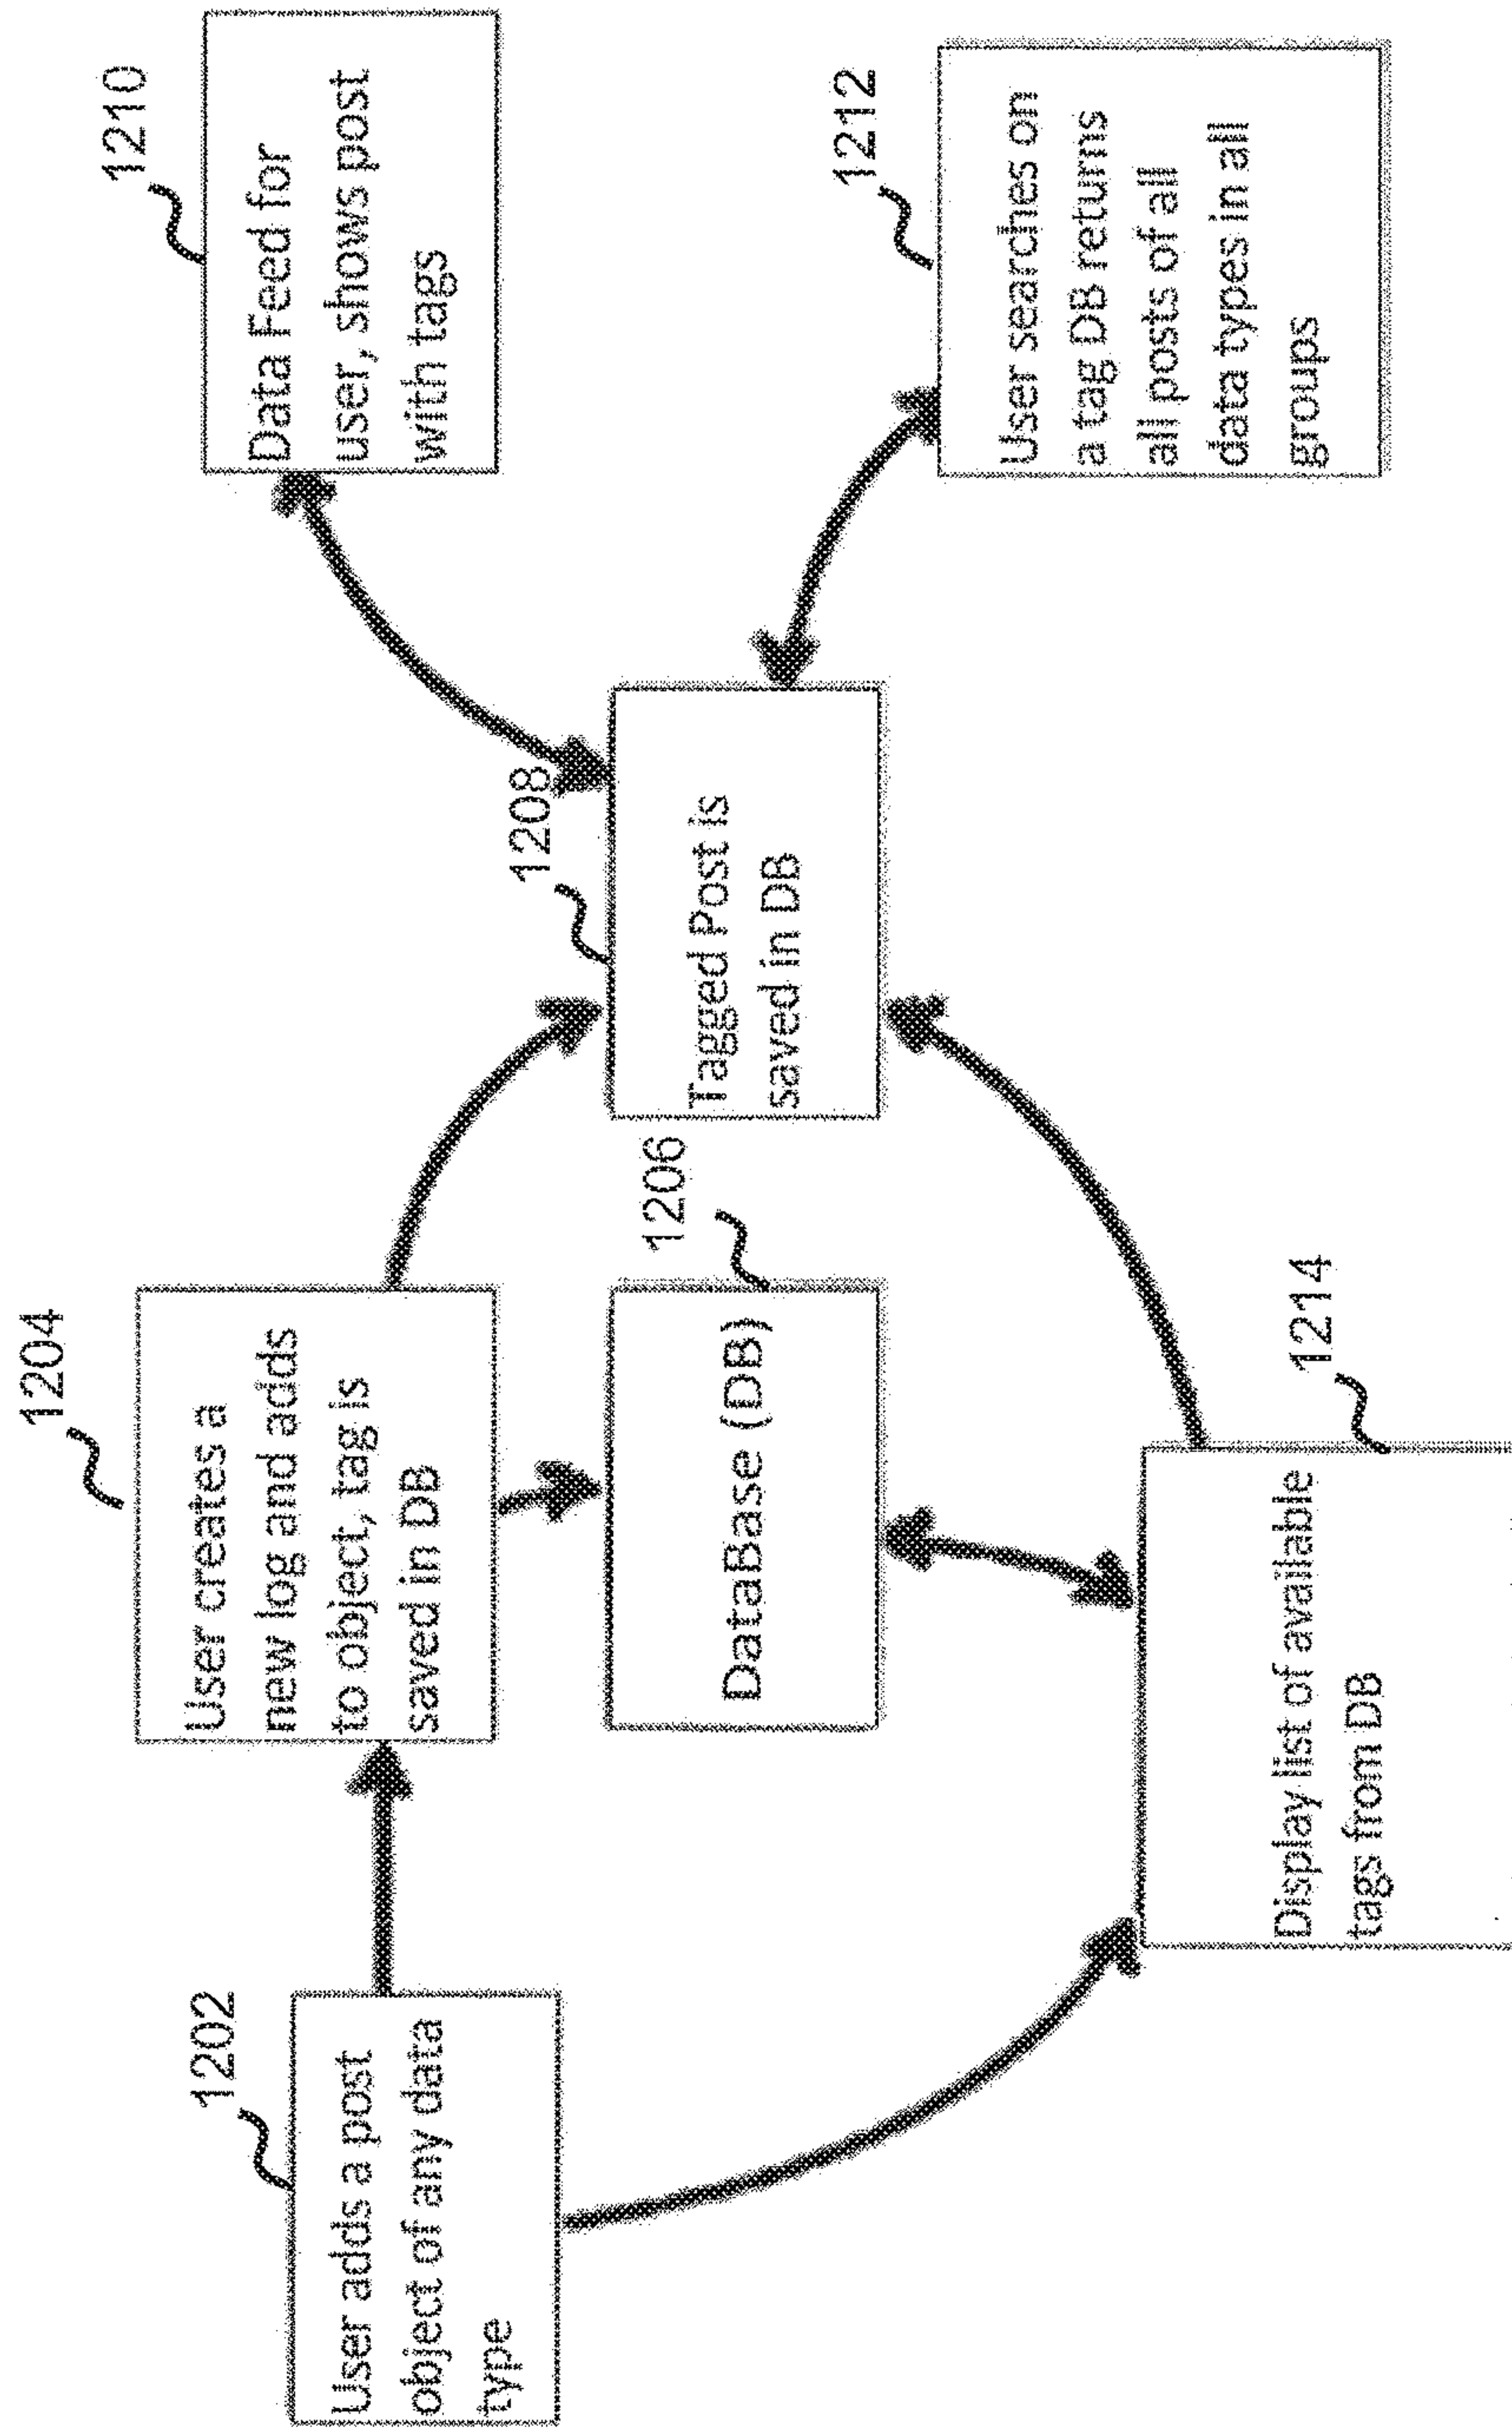 1202
User adds a post
object of any data
type
1204
User creates a
new log and adds
to object, tag is
saved in DB
1206
DataBase (DB)
1214
Display list of available
tags from DB
1208
Tagged Post is
saved in DB
1210
Data Feed for
user, shows post
with tags
1212
User searches on
a tag DB returns
all posts of all
data types in all
groups